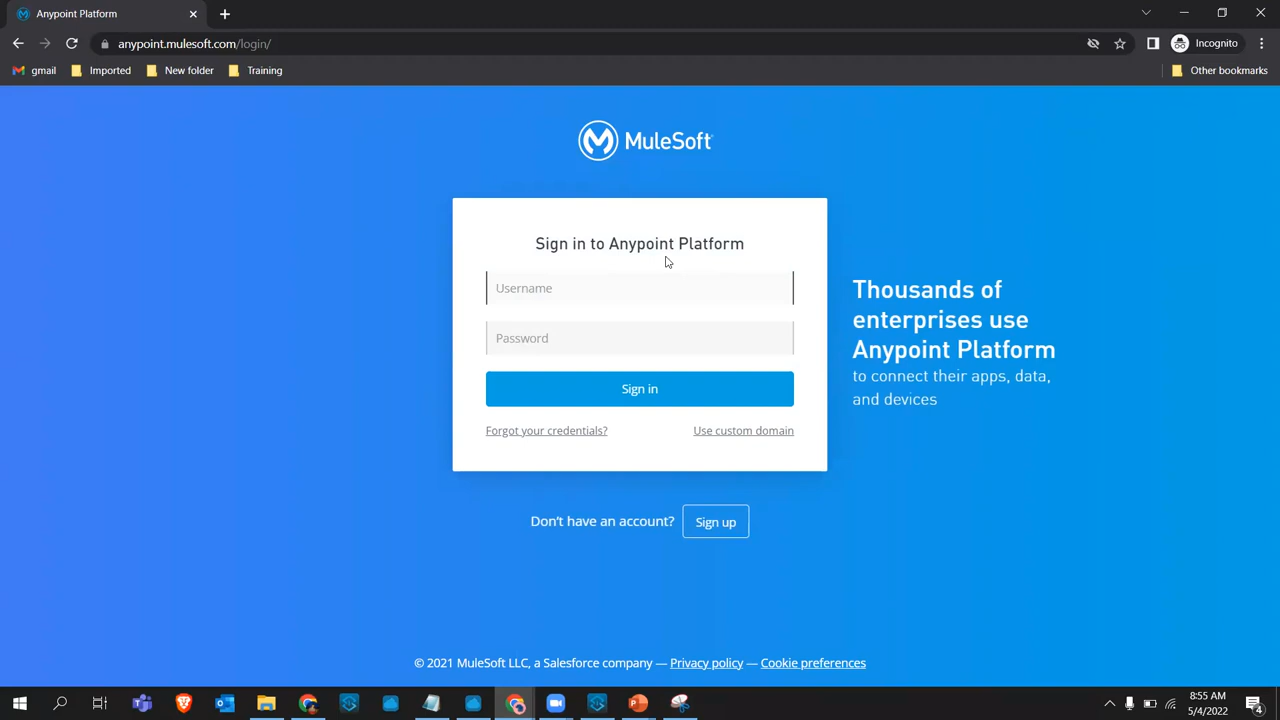 Anypoint Platform
anypoint.mulesoft.com/login/
Incognito
gmail
Imported
New folder
Training
Other bookmarks
MuleSoft
Sign in to Anypoint Platform
Username
Password
Sign in
Forgot your credentials?
Use custom domain
Thousands of
enterprises use
Anypoint Platform
to connect their apps, data,
and devices
Don't have an account?
Sign up
© 2021 MuleSoft LLC, a Salesforce company — Privacy policy — Cookie preferences
8:55 AM
5/4/2022
4